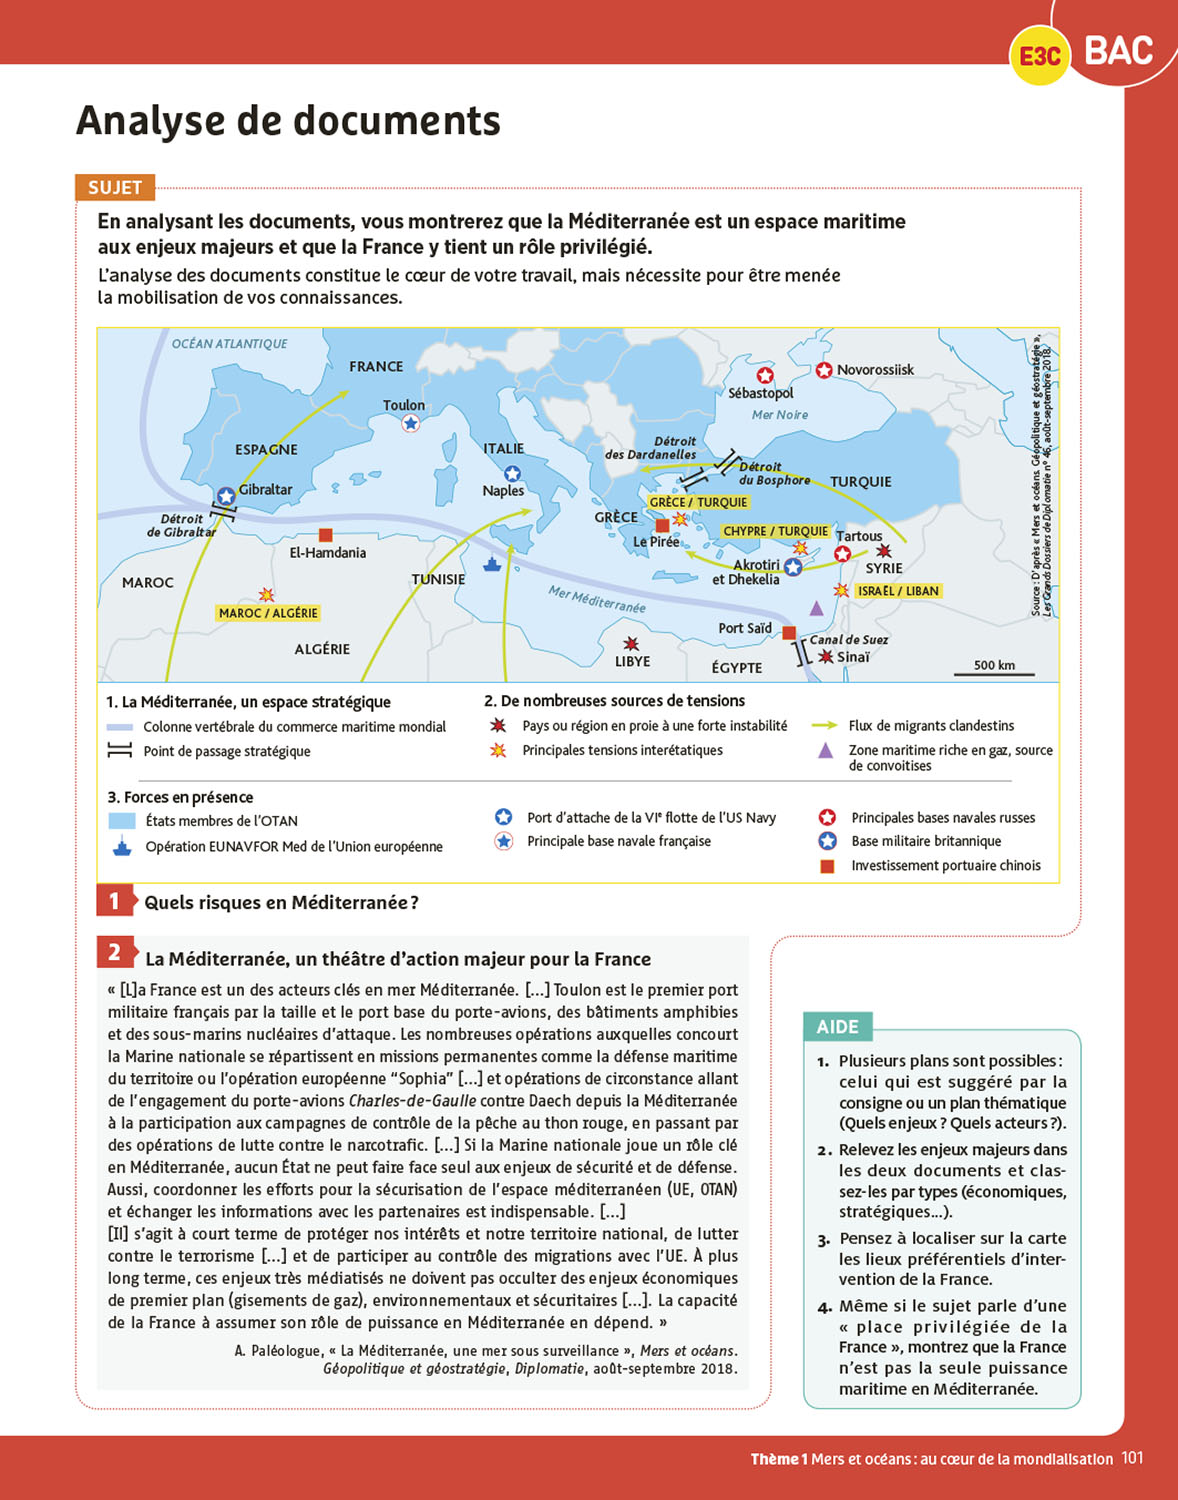 E3C BAC
Analyse de documents
SUJET
En analysant les documents, vous montrerez que la Méditerranée est un espace maritime
aux enjeux majeurs et que la France y tient un rôle privilégié.
L'analyse des documents constitue le cœur de votre travail, mais nécessite pour être menée
la mobilisation de vos connaissances.
OCÉAN ATLANTIQUE
FRANCE
Toulon
ESPAGNE
ITALIE
Naples
Gibraltar
Détroit
de Gibraltar
El-Hamdania
MAROC
MAROC / ALGÉRIE
ALGÉRIE
TUNISIE
Mer Méditerranée
LIBYE
ÉGYPTE
Sébastopol
Novorossiisk
Mer Noire
Détroit
des Dardanelles
Détroit
du Bosphore
TURQUIE
GRÈCE / TURQUIE
GRÈCE
Le Pirée
CHYPRE / TURQUIE
Tartous
SYRIE
Akrotiri
et Dhekelia
ISRAËL / LIBAN
Port Saïd
Canal de Suez
Sinaï
500 km
Source : D'après « Mers et océans. Géopolitique et géostratégie »,
Les Grands Dossiers de Diplomatie n° 46, août-septembre 2018.
1. La Méditerranée, un espace stratégique
Colonne vertébrale du commerce maritime mondial
Point de passage stratégique
2. De nombreuses sources de tensions
Pays ou région en proie à une forte instabilité
Principales tensions interétatiques
Flux de migrants clandestins
Zone maritime riche en gaz, source
de convoitises
3. Forces en présence
États membres de l'OTAN
Opération EUNAVFOR Med de l'Union européenne
Port d'attache de la VIe flotte de l'US Navy
Principale base navale française
Principales bases navales russes
Base militaire britannique
Investissement portuaire chinois
1 Quels risques en Méditerranée ?
2 La Méditerranée, un théâtre d'action majeur pour la France
« [L]a France est un des acteurs clés en mer Méditerranée. [...] Toulon est le premier port
militaire français par la taille et le port base du porte-avions, des bâtiments amphibies
et des sous-marins nucléaires d'attaque. Les nombreuses opérations auxquelles concourt
la Marine nationale se répartissent en missions permanentes comme la défense maritime
du territoire ou l'opération européenne “Sophia” [...] et opérations de circonstance allant
de l'engagement du porte-avions Charles-de-Gaulle contre Daech depuis la Méditerranée
à la participation aux campagnes de contrôle de la pêche au thon rouge, en passant par
des opérations de lutte contre le narcotrafic. [...] Si la Marine nationale joue un rôle clé
en Méditerranée, aucun État ne peut faire face seul aux enjeux de sécurité et de défense.
Aussi, coordonner les efforts pour la sécurisation de l'espace méditerranéen (UE, OTAN)
et échanger les informations avec les partenaires est indispensable. [...]
[Il] s'agit à court terme de protéger nos intérêts et notre territoire national, de lutter
contre le terrorisme [...] et de participer au contrôle des migrations avec l'UE. À plus
long terme, ces enjeux très médiatisés ne doivent pas occulter des enjeux économiques
de premier plan (gisements de gaz), environnementaux et sécuritaires [...]. La capacité
de la France à assumer son rôle de puissance en Méditerranée en dépend. »
A. Paléologue, « La Méditerranée, une mer sous surveillance », Mers et océans.
Géopolitique et géostratégie, Diplomatie, août-septembre 2018.
AIDE
1. Plusieurs plans sont possibles :
celui qui est suggéré par la
consigne ou un plan thématique
(Quels enjeux ? Quels acteurs ?).
2. Relevez les enjeux majeurs dans
les deux documents et clas-
sez-les par types (économiques,
stratégiques...).
3. Pensez à localiser sur la carte
les lieux préférentiels d'inter-
vention de la France.
4. Même si le sujet parle d'une
« place privilégiée de la
France », montrez que la France
n'est pas la seule puissance
maritime en Méditerranée.
Thème 1 Mers et océans : au cœur de la mondialisation 101